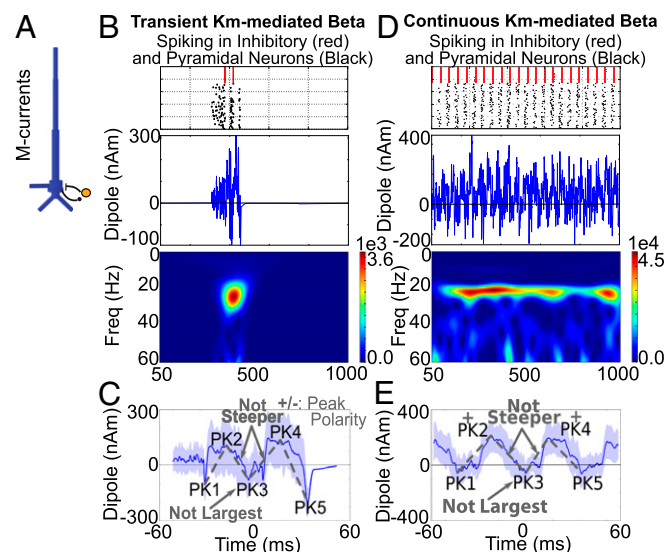 A
M-currents
B
Transient Km-mediated Beta
Spiking in Inhibitory (red)
and Pyramidal Neurons (Black)
300
0
-100
Dipole (nAm)
0
20
40
60
Freq (Hz)
50
500
1000
1e3
3.6
0.0
C
300
0
-300
Dipole (nAm)
Not
Steeper
+/-: Peak
Polarity
PK2
PK4
PK1
PK3
PK5
Not Largest
-60
0
60
Time (ms)
D
Continuous Km-mediated Beta
Spiking in Inhibitory (red)
and Pyramidal Neurons (Black)
400
0
-200
Dipole (nAm)
0
20
40
60
Freq (Hz)
50
500
1000
1e4
4.5
0.0
E
400
0
-400
Dipole (nAm)
Not
+ Steeper +
PK2
PK4
PK1
PK3
PK5
Not Largest
-60
0
60
Time (ms)